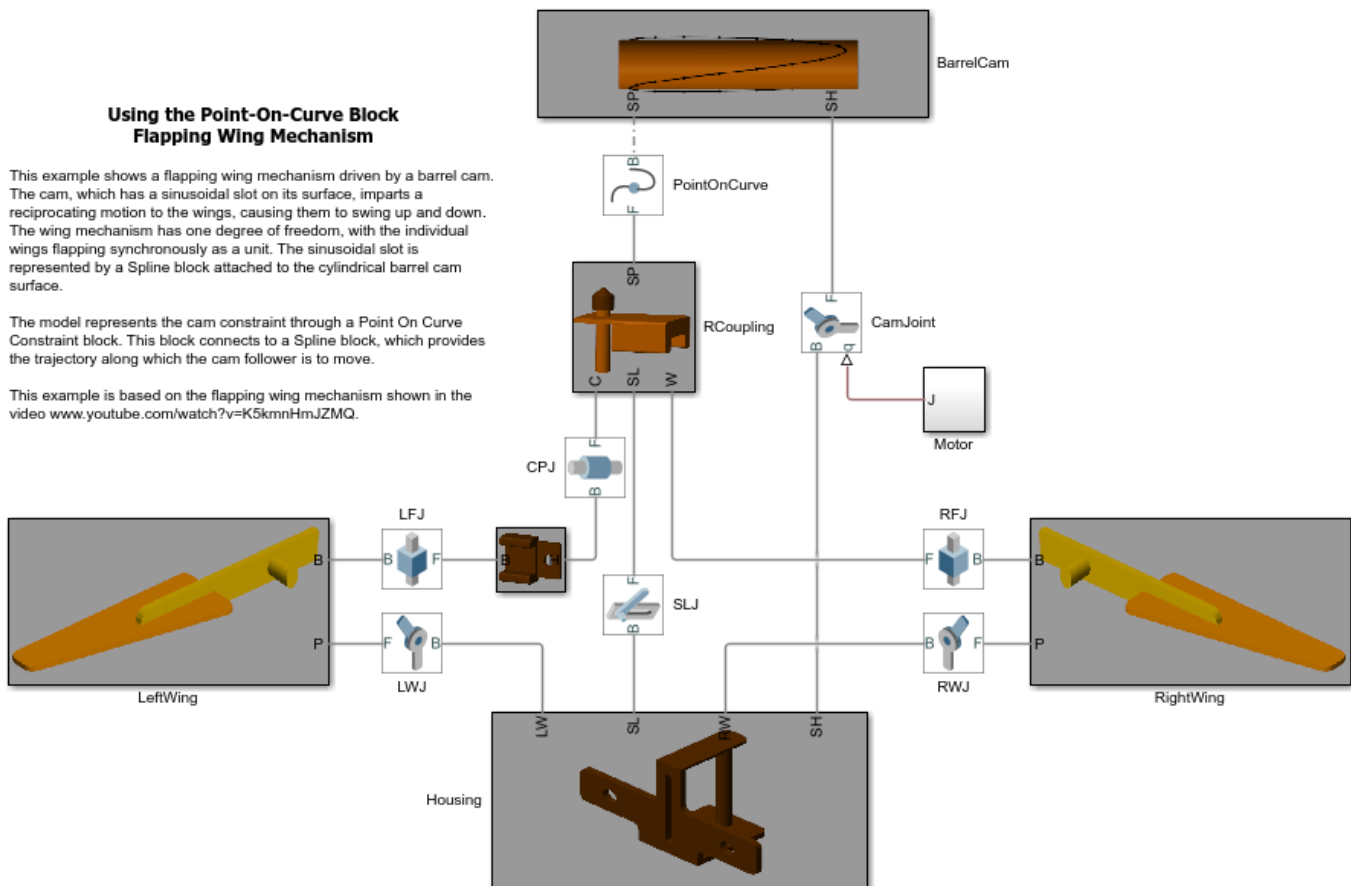 BarrelCam
SP
SH
Using the Point-On-Curve Block
Flapping Wing Mechanism
This example shows a flapping wing mechanism driven by a barrel cam.
The cam, which has a sinusoidal slot on its surface, imparts a
reciprocating motion to the wings, causing them to swing up and down.
The wing mechanism has one degree of freedom, with the individual
wings flapping synchronously as a unit. The sinusoidal slot is
represented by a Spline block attached to the cylindrical barrel cam
surface.
The model represents the cam constraint through a Point On Curve
Constraint block. This block connects to a Spline block, which provides
the trajectory along which the cam follower is to move.
This example is based on the flapping wing mechanism shown in the
video www.youtube.com/watch?v=K5kmnHmJZMQ.
B
PointOnCurve
F
SP
RCoupling
C
SL
W
F
CamJoint
B
q
J
Motor
F
CPJ
B
LFJ
B
B
F
B
H
F
SLJ
B
P
F
B
LWJ
LeftWing
RFJ
F
B
B
B
F
P
RWJ
RightWing
LW
SL
RW
SH
Housing